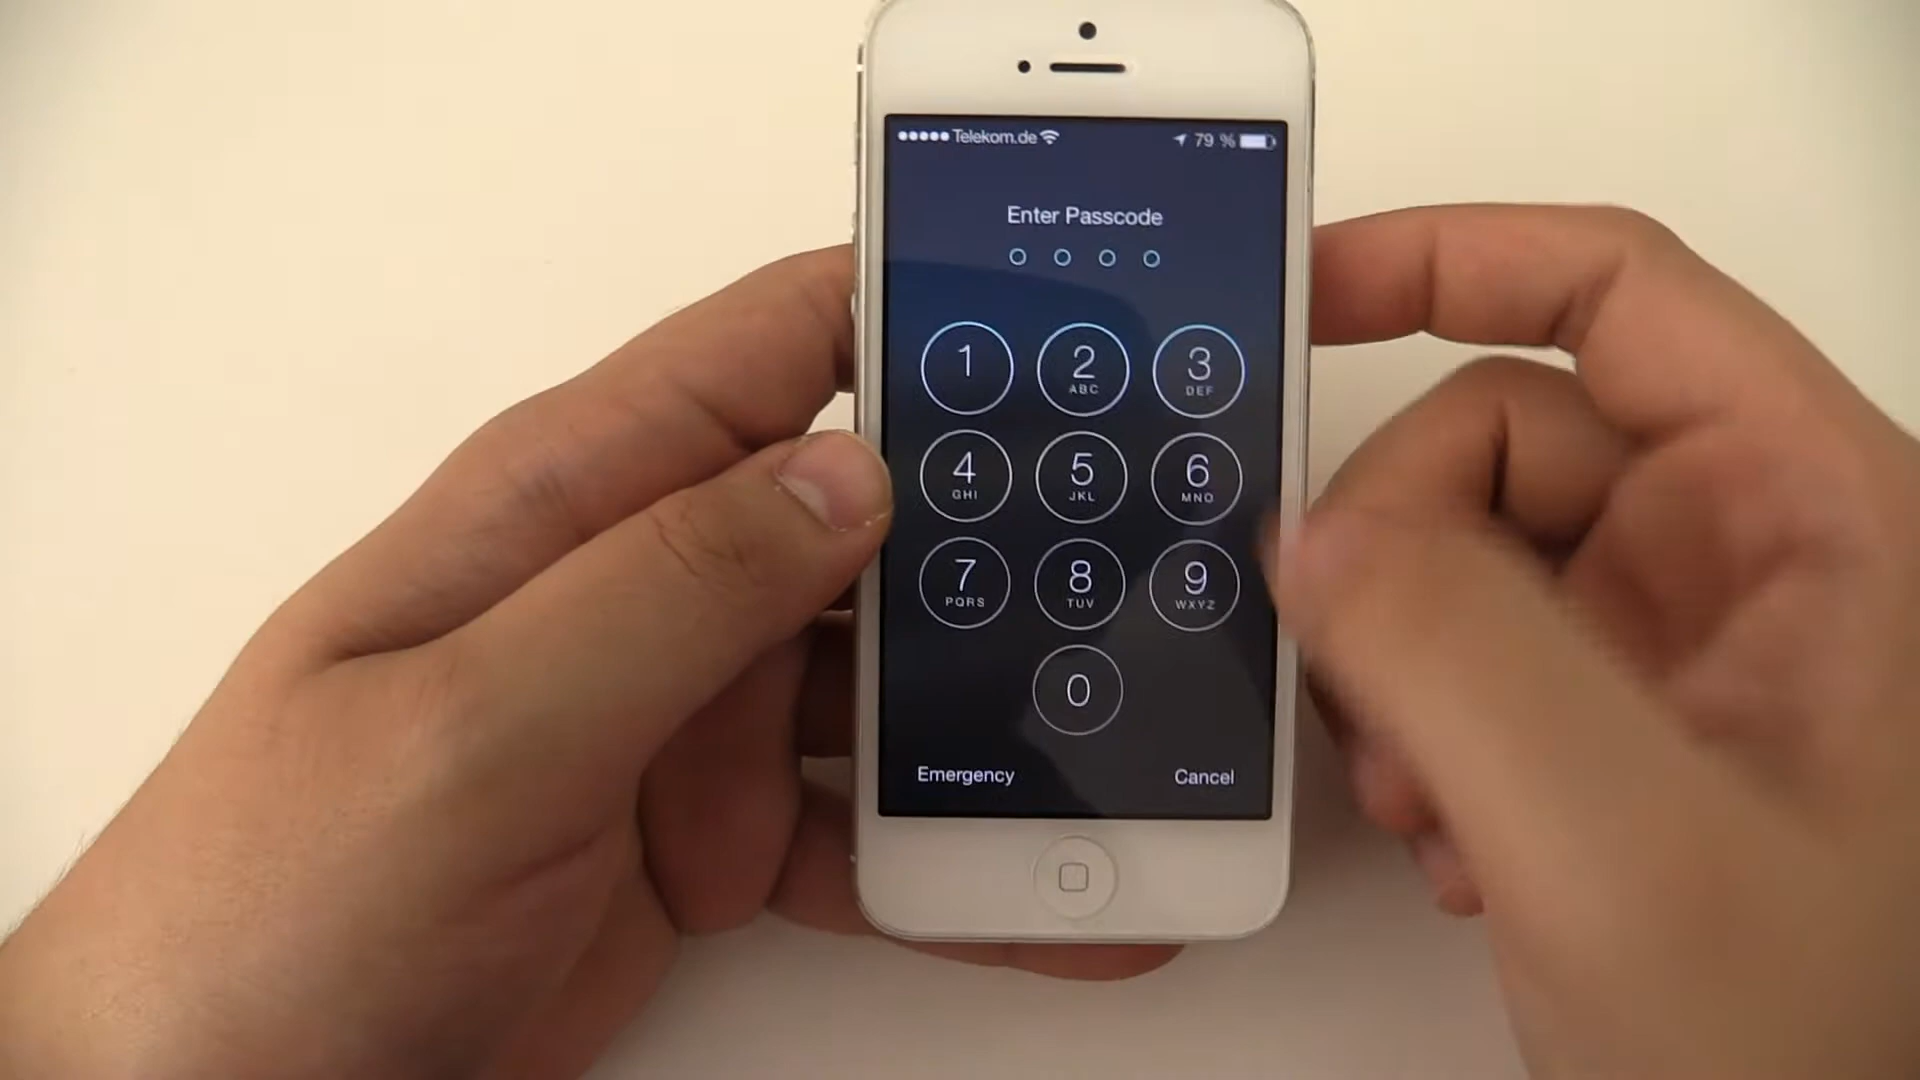 Telekom.de 79 %
Enter Passcode
1 2 3
ABC DEF
4 5 6
GHI JKL MNO
7 8 9
PQRS TUV WXYZ
0
Emergency Cancel